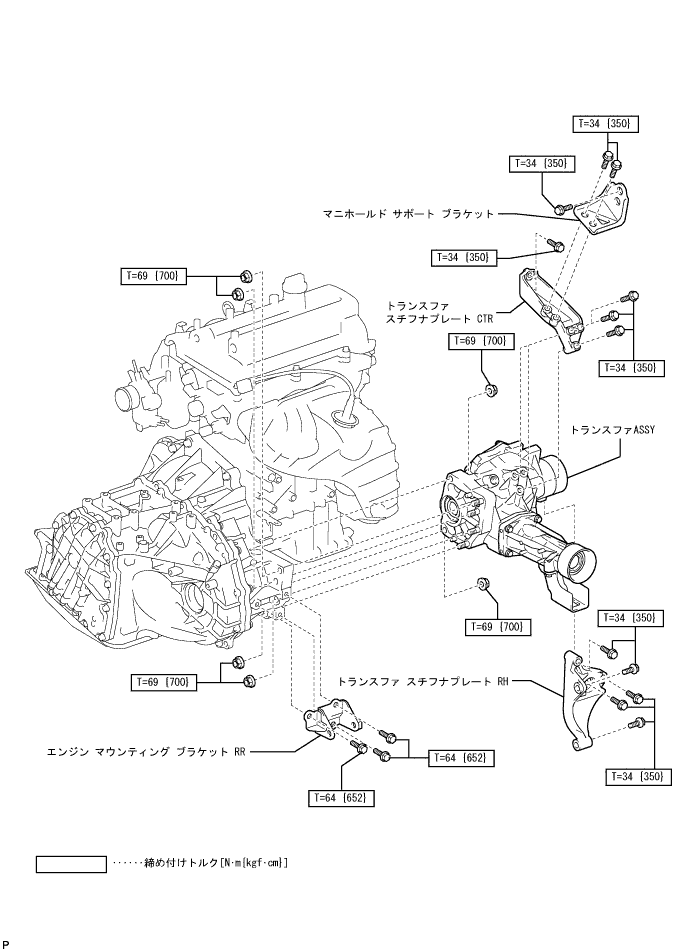 T=34 {350}
T=34 {350}
マニホールド サポート ブラケット
T=34 {350}
T=69 {700}
トランスファ
スチフナプレート CTR
T=69 {700}
T=34 {350}
トランスファASSY
T=34 {350}
T=69 {700}
T=69 {700}
トランスファ スチフナプレート RH
エンジン マウンティング ブラケット RR
T=64 {652}
T=34 {350}
T=64 {652}
······締め付けトルク[N·m{kgf·cm}]
P